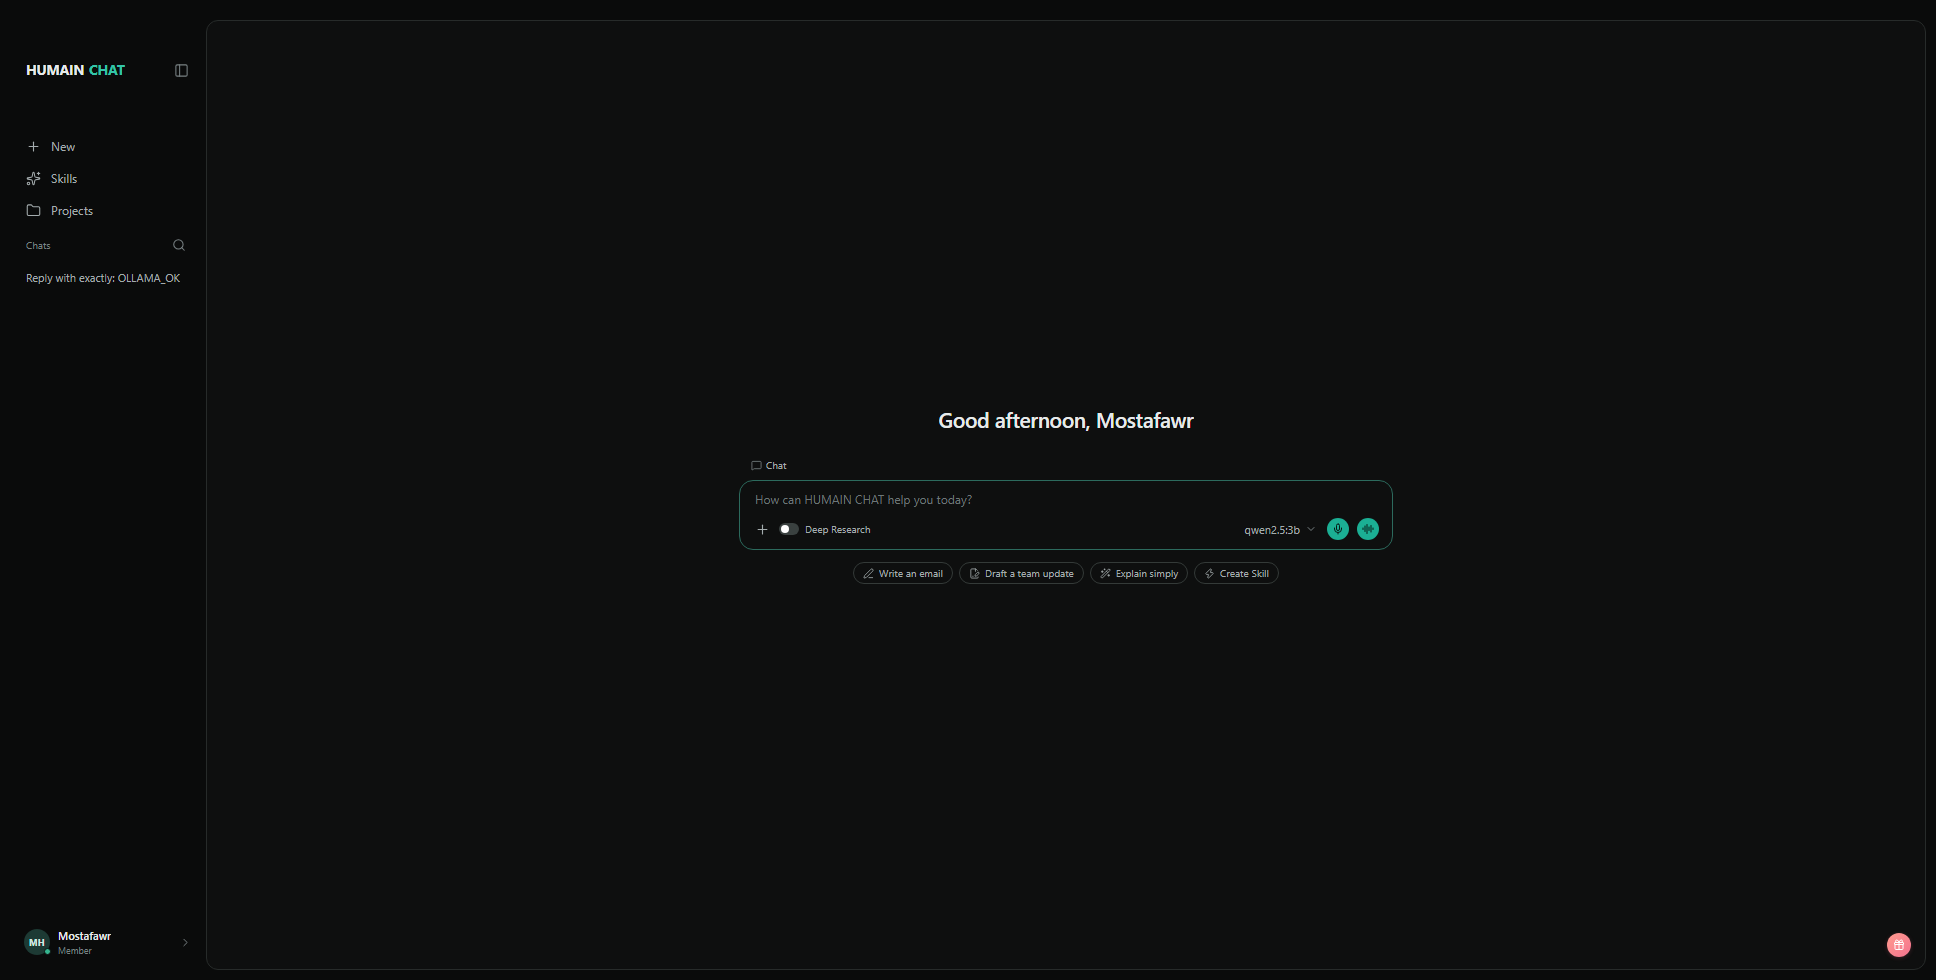 HUMAIN CHAT
New
Skills
Projects
Chats
Reply with exactly: OLLAMA_OK
Good afternoon, Mostafawr
Chat
How can HUMAIN CHAT help you today?
Deep Research
qwen2.5:3b
Write an email
Draft a team update
Explain simply
Create Skill
MH
Mostafawr
Member